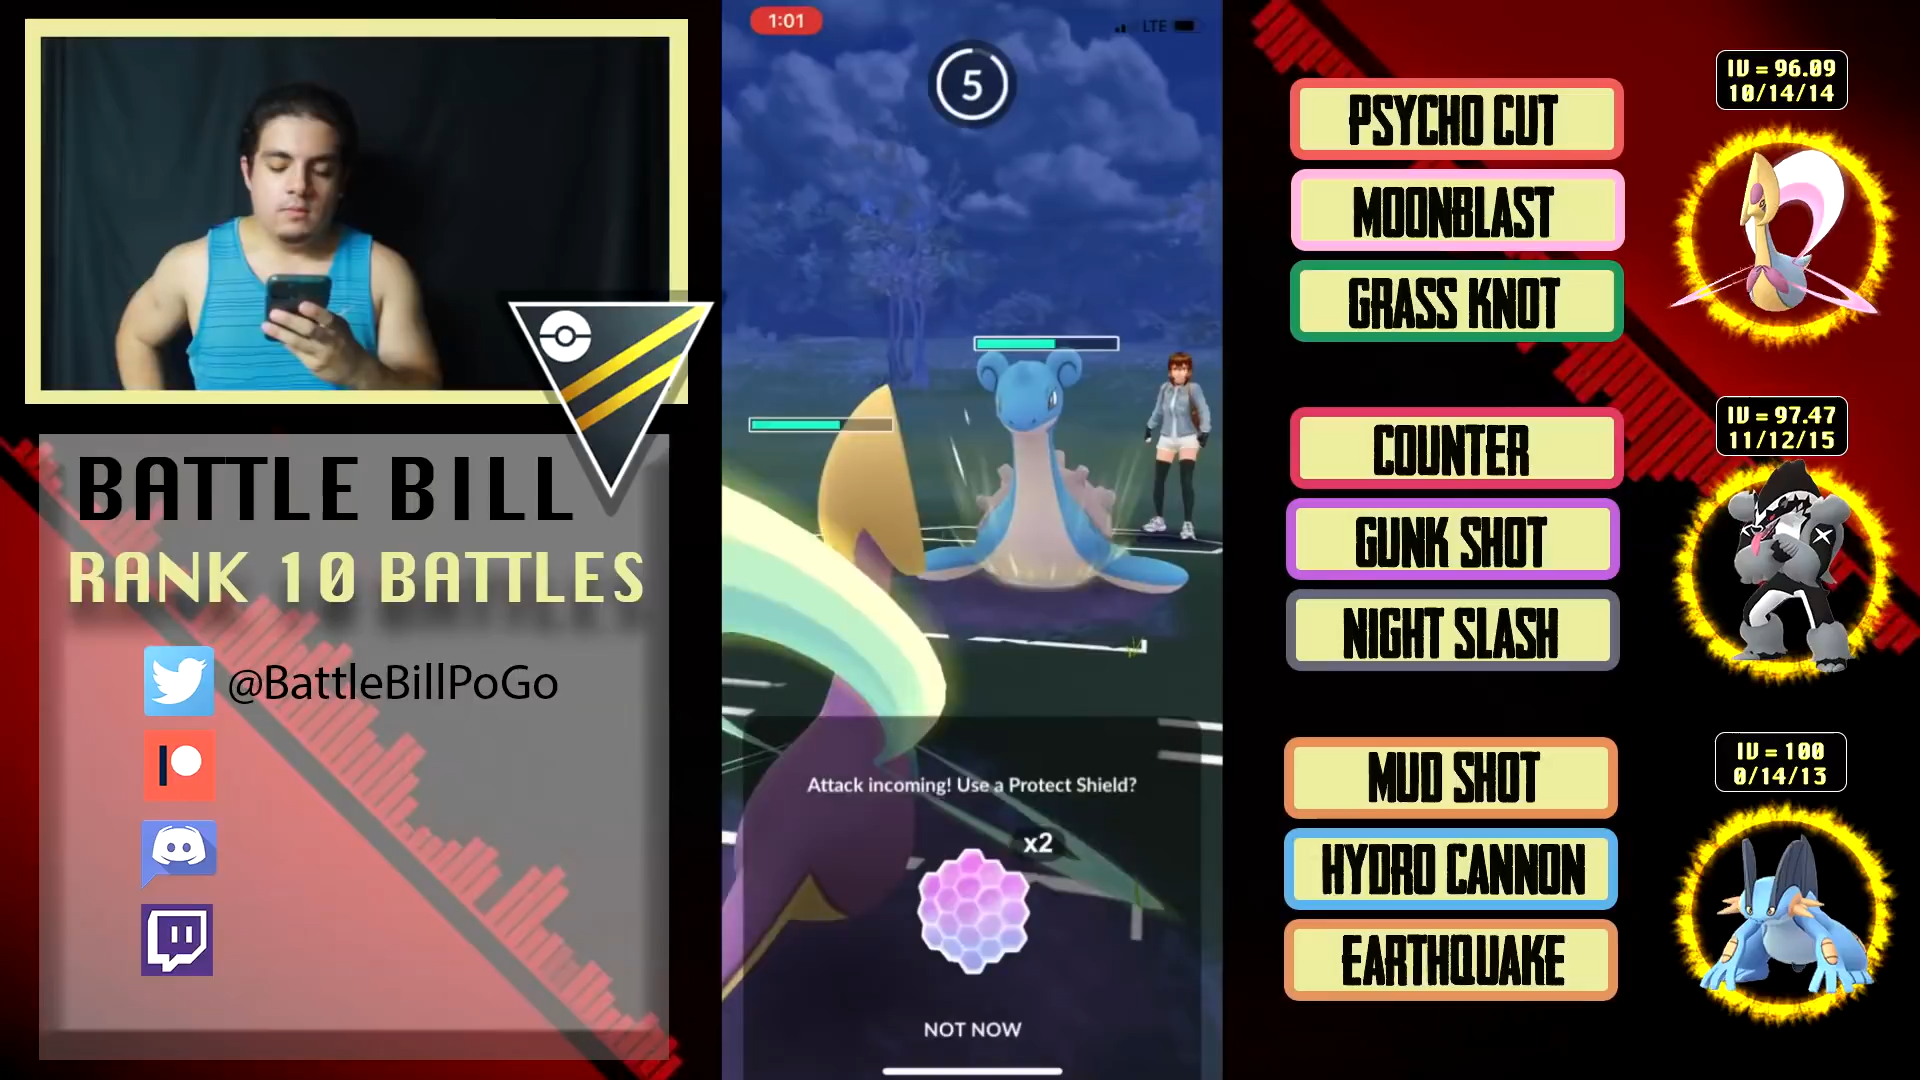 BATTLE BILL
RANK 10 BATTLES
@BattleBillPoGo
1:01
LTE
5
Attack incoming! Use a Protect Shield?
x2
NOT NOW
PSYCHO CUT
MOONBLAST
GRASS KNOT
IV = 96.09
10/14/14
COUNTER
GUNK SHOT
NIGHT SLASH
IV = 97.47
11/12/15
MUD SHOT
HYDRO CANNON
EARTHQUAKE
IV = 100
0/14/13